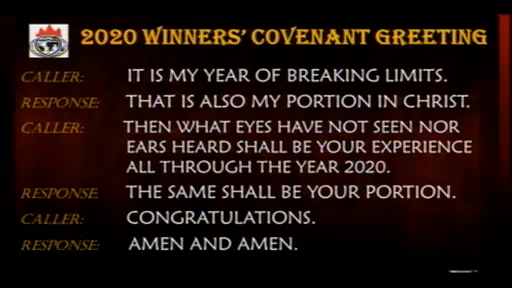 2020 WINNERS' COVENANT GREETING
CALLER: IT IS MY YEAR OF BREAKING LIMITS.
RESPONSE: THAT IS ALSO MY PORTION IN CHRIST.
CALLER: THEN WHAT EYES HAVE NOT SEEN NOR
EARS HEARD SHALL BE YOUR EXPERIENCE
ALL THROUGH THE YEAR 2020.
RESPONSE: THE SAME SHALL BE YOUR PORTION.
CALLER: CONGRATULATIONS.
RESPONSE: AMEN AND AMEN.